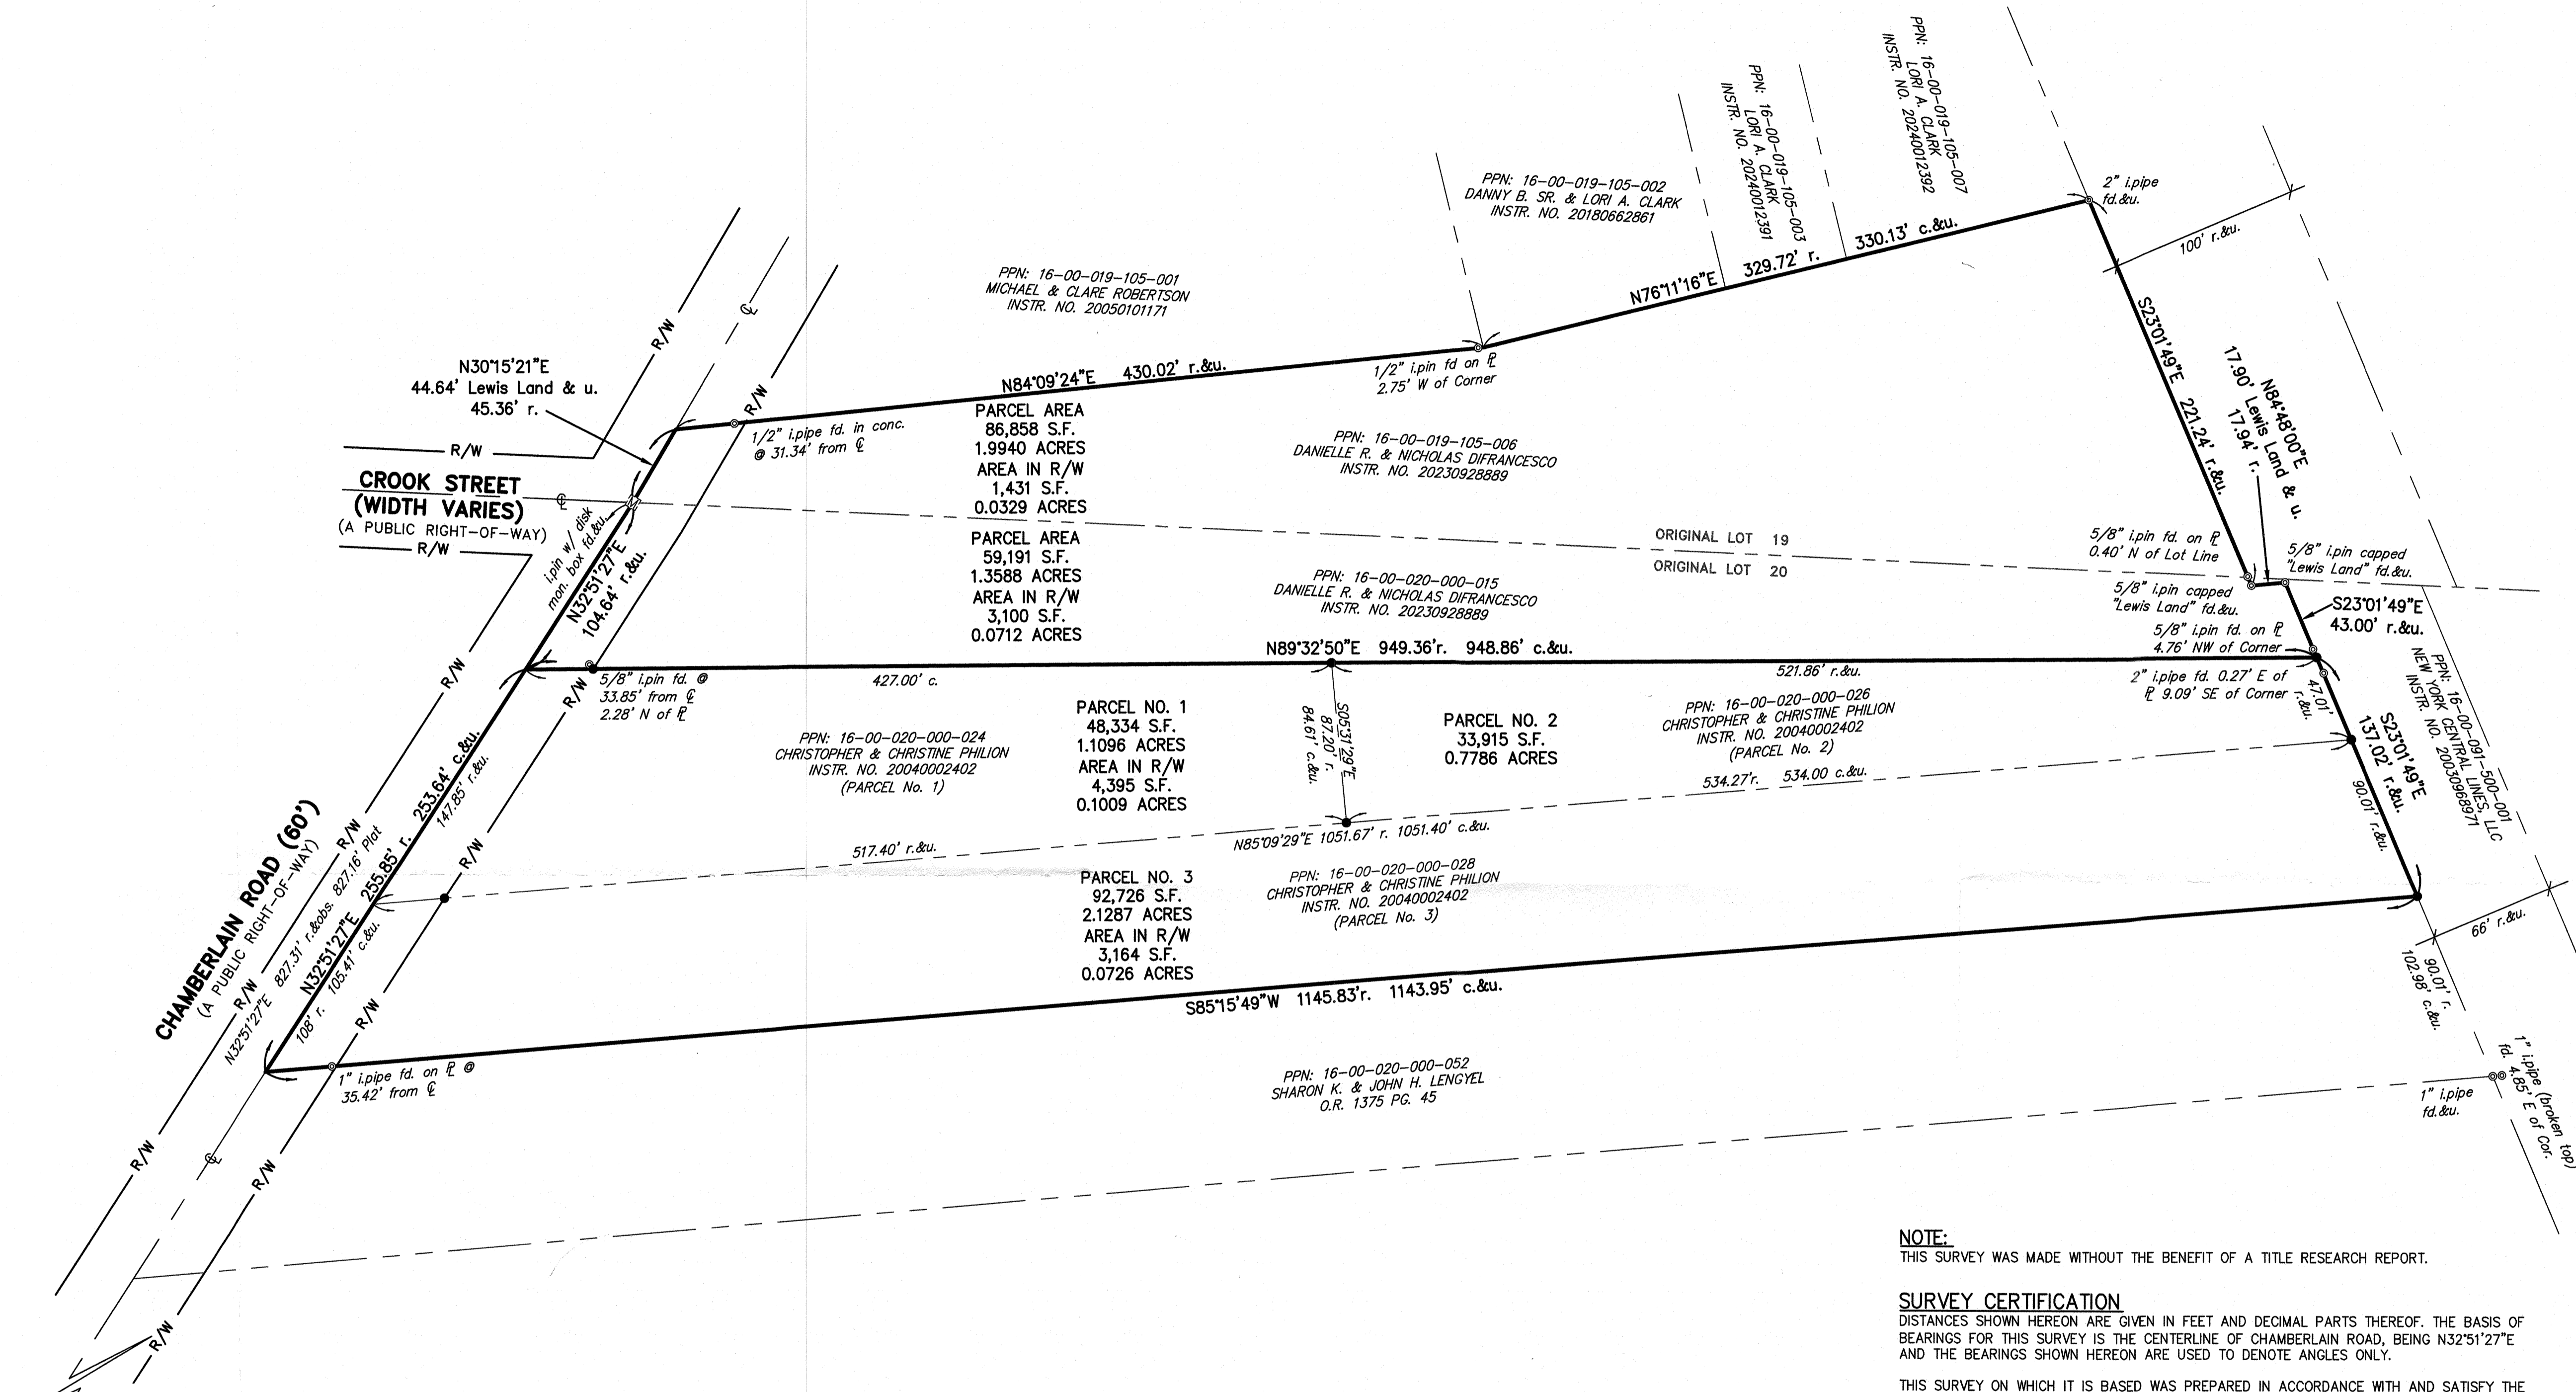 PPN: 16-00-019-105-007
LORI A. CLARK
INSTR. NO. 20240012392
PPN: 16-00-019-105-003
LORI A. CLARK
INSTR. NO. 20240012391
PPN: 16-00-019-105-002
DANNY B. SR. & LORI A. CLARK
INSTR. NO. 20180662861
2" i.pipe
fd.&u.
100' r.&u.
N76°11'16"E 329.72' r. 330.13' c.&u.
PPN: 16-00-019-105-001
MICHAEL & CLARE ROBERTSON
INSTR. NO. 20050101171
R/W
℄
R/W
N30°15'21"E
44.64' Lewis Land & u.
45.36' r.
N84°09'24"E 430.02' r.&u.
1/2" i.pin fd on ℄
2.75' W of Corner
1/2" i.pipe fd. in conc.
@ 31.34' from ℄
PARCEL AREA
86,858 S.F.
1.9940 ACRES
AREA IN R/W
1,431 S.F.
0.0329 ACRES
PPN: 16-00-019-105-006
DANIELLE R. & NICHOLAS DIFRANCESCO
INSTR. NO. 20230928889
S23°01'49"E 221.24' r.&u.
N84°48'00"E
17.90' Lewis Land & u.
17.94' r.
R/W
CROOK STREET
(WIDTH VARIES)
(A PUBLIC RIGHT-OF-WAY)
R/W
℄
i.pin w/ disk
mon. box fd.&u.
N32°51'27"E
104.64' r.&u.
ORIGINAL LOT 19
ORIGINAL LOT 20
5/8" i.pin fd. on PL
0.40' N of Lot Line
5/8" i.pin capped
"Lewis Land" fd.&u.
5/8" i.pin capped
"Lewis Land" fd.&u.
S23°01'49"E
43.00' r.&u.
PARCEL AREA
59,191 S.F.
1.3588 ACRES
AREA IN R/W
3,100 S.F.
0.0712 ACRES
PPN: 16-00-020-000-015
DANIELLE R. & NICHOLAS DIFRANCESCO
INSTR. NO. 20230928889
5/8" i.pin fd. on PL
4.76' NW of Corner
N89°32'50"E 949.36'r. 948.86' c.&u.
5/8" i.pin fd. @
33.85' from ℄
2.28' N of PL
427.00' c.
521.86' r.&u.
2" i.pipe fd. 0.27' E of
PL 9.09' SE of Corner
47.01'
r.&u.
S23°01'49"E
137.02' r.&u.
90.01' r.&u.
PPN: 16-00-091-500-001
NEW YORK CENTRAL LINES, LLC
INSTR. NO. 20030968971
R/W
R/W
PPN: 16-00-020-000-024
CHRISTOPHER & CHRISTINE PHILION
INSTR. NO. 20040002402
(PARCEL No. 1)
PARCEL NO. 1
48,334 S.F.
1.1096 ACRES
AREA IN R/W
4,395 S.F.
0.1009 ACRES
S05°31'29"E
87.20' r.
84.61' c.&u.
PARCEL NO. 2
33,915 S.F.
0.7786 ACRES
PPN: 16-00-020-000-026
CHRISTOPHER & CHRISTINE PHILION
INSTR. NO. 20040002402
(PARCEL No. 2)
534.27'r. 534.00 c.&u.
N85°09'29"E 1051.67' r. 1051.40' c.&u.
517.40' r.&u.
CHAMBERLAIN ROAD (60')
(A PUBLIC RIGHT-OF-WAY)
R/W
R/W
N32°51'27"E 827.31' r.&obs. 827.16' Plat
N32°51'27"E 255.85' r. 253.64' c.&u.
147.85' r.&u.
108' r. 105.41' c.&u.
R/W
R/W
PARCEL NO. 3
92,726 S.F.
2.1287 ACRES
AREA IN R/W
3,164 S.F.
0.0726 ACRES
PPN: 16-00-020-000-028
CHRISTOPHER & CHRISTINE PHILION
INSTR. NO. 20040002402
(PARCEL No. 3)
S85°15'49"W 1145.83'r. 1143.95' c.&u.
66' r.&u.
90.01' r.
102.98' c.&u.
1" i.pipe fd. on PL @
35.42' from ℄
PPN: 16-00-020-000-052
SHARON K. & JOHN H. LENGYEL
O.R. 1375 PG. 45
1" i.pipe
fd.&u.
1" i.pipe (broken top)
fd. 4.85' E of Cor.
R/W
℄
R/W
R/W
NOTE:
THIS SURVEY WAS MADE WITHOUT THE BENEFIT OF A TITLE RESEARCH REPORT.
SURVEY CERTIFICATION
DISTANCES SHOWN HEREON ARE GIVEN IN FEET AND DECIMAL PARTS THEREOF. THE BASIS OF
BEARINGS FOR THIS SURVEY IS THE CENTERLINE OF CHAMBERLAIN ROAD, BEING N32°51'27"E
AND THE BEARINGS SHOWN HEREON ARE USED TO DENOTE ANGLES ONLY.
THIS SURVEY ON WHICH IT IS BASED WAS PREPARED IN ACCORDANCE WITH AND SATISFY THE